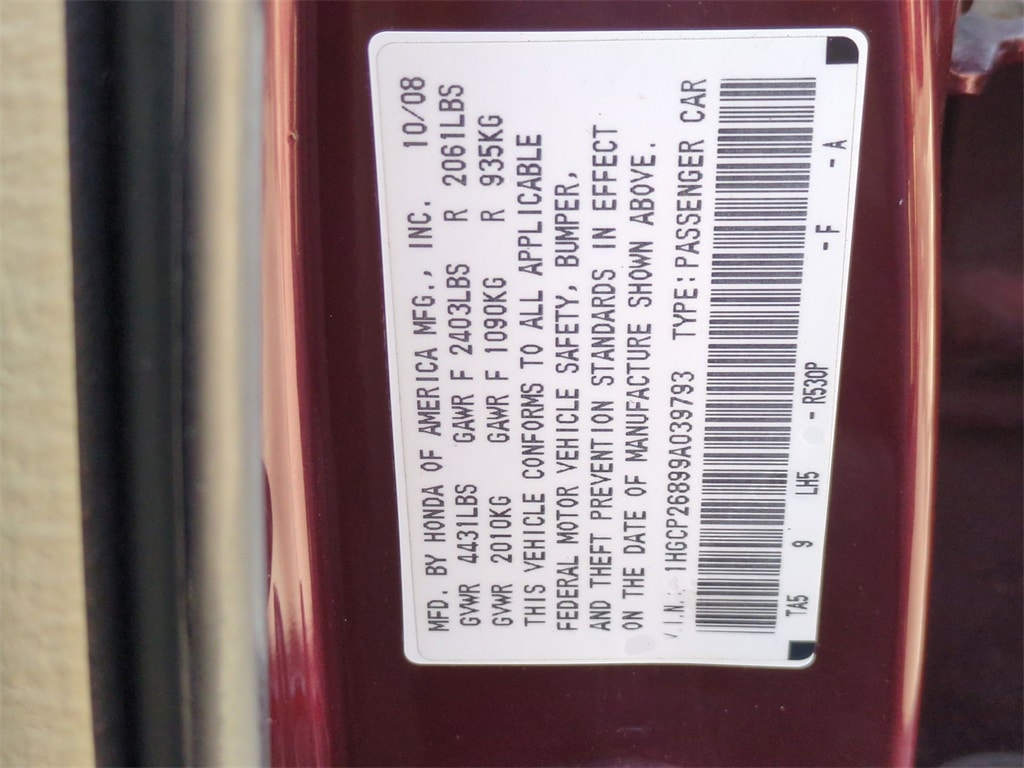 MFD. BY HONDA OF AMERICA MFG., INC. 10/08
GVWR 4431LBS GAWR F 2403LBS R 2061LBS
GVWR 2010KG GAWR F 1090KG R 935KG
THIS VEHICLE CONFORMS TO ALL APPLICABLE
FEDERAL MOTOR VEHICLE SAFETY, BUMPER,
AND THEFT PREVENTION STANDARDS IN EFFECT
ON THE DATE OF MANUFACTURE SHOWN ABOVE.
V.I.N.: 1HGCP26899A039793 TYPE: PASSENGER CAR
TA5 9 LH5 - R530P - F - A